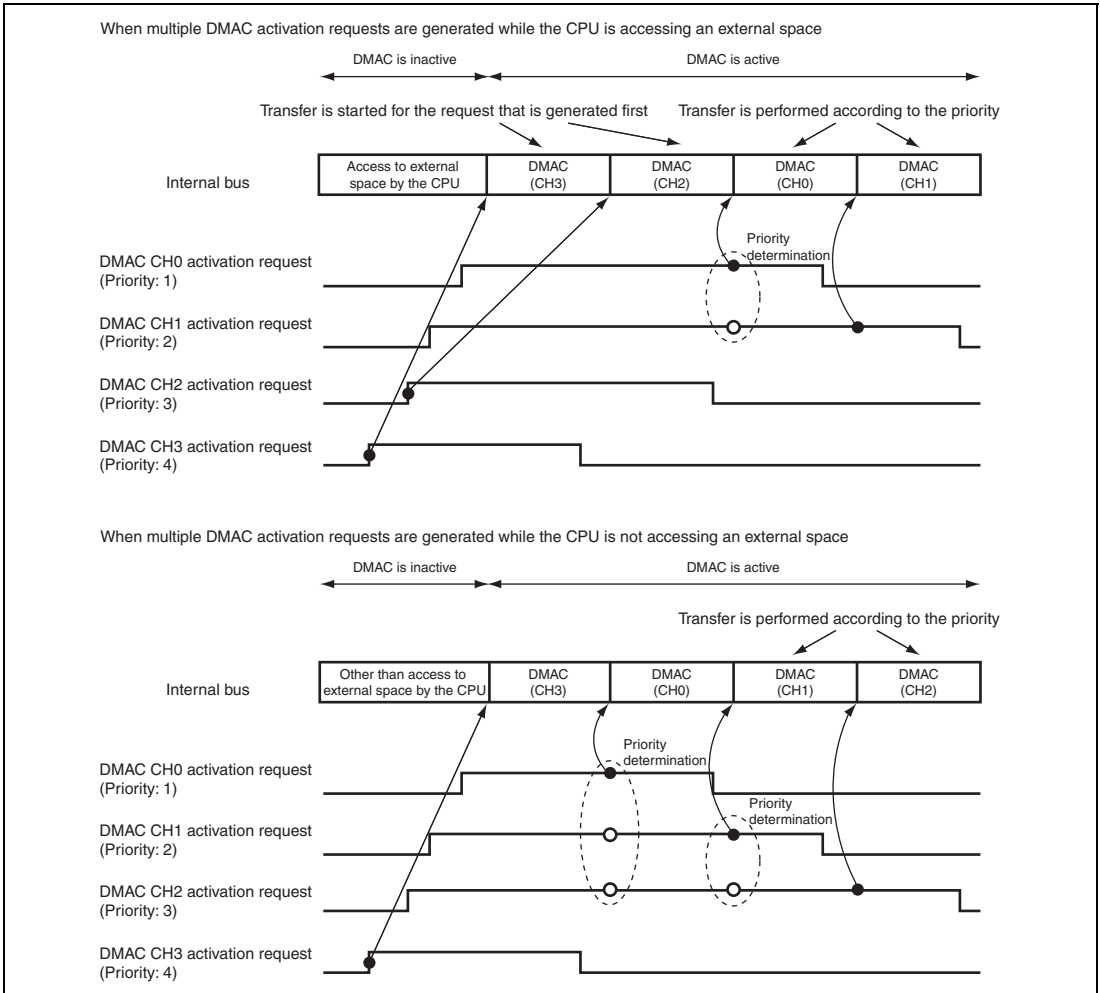 When multiple DMAC activation requests are generated while the CPU is accessing an external space
DMAC is inactive
DMAC is active
Transfer is started for the request that is generated first
Transfer is performed according to the priority
Internal bus
Access to external
space by the CPU
DMAC
(CH3)
DMAC
(CH2)
DMAC
(CH0)
DMAC
(CH1)
Priority
determination
DMAC CH0 activation request
(Priority: 1)
DMAC CH1 activation request
(Priority: 2)
DMAC CH2 activation request
(Priority: 3)
DMAC CH3 activation request
(Priority: 4)
When multiple DMAC activation requests are generated while the CPU is not accessing an external space
DMAC is inactive
DMAC is active
Transfer is performed according to the priority
Internal bus
Other than access to
external space by the CPU
DMAC
(CH3)
DMAC
(CH0)
DMAC
(CH1)
DMAC
(CH2)
Priority
determination
DMAC CH0 activation request
(Priority: 1)
Priority
determination
DMAC CH1 activation request
(Priority: 2)
DMAC CH2 activation request
(Priority: 3)
DMAC CH3 activation request
(Priority: 4)